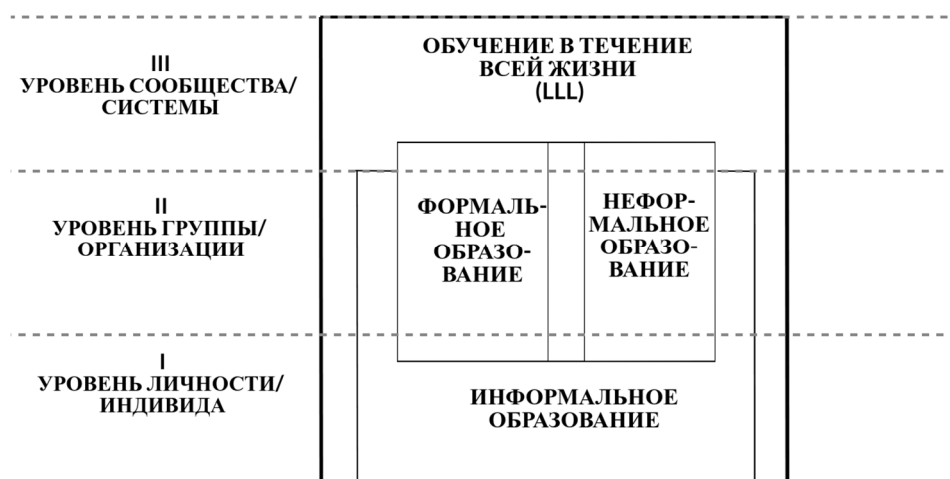 III
УРОВЕНЬ СООБЩЕСТВА/
СИСТЕМЫ
ОБУЧЕНИЕ В ТЕЧЕНИЕ
ВСЕЙ ЖИЗНИ
(LLL)
II
УРОВЕНЬ ГРУППЫ/
ОРГАНИЗАЦИИ
ФОРМАЛЬ-
НОЕ
ОБРАЗО-
ВАНИЕ
НЕФОР-
МАЛЬНОЕ
ОБРАЗО-
ВАНИЕ
I
УРОВЕНЬ ЛИЧНОСТИ/
ИНДИВИДА
ИНФОРМАЛЬНОЕ
ОБРАЗОВАНИЕ